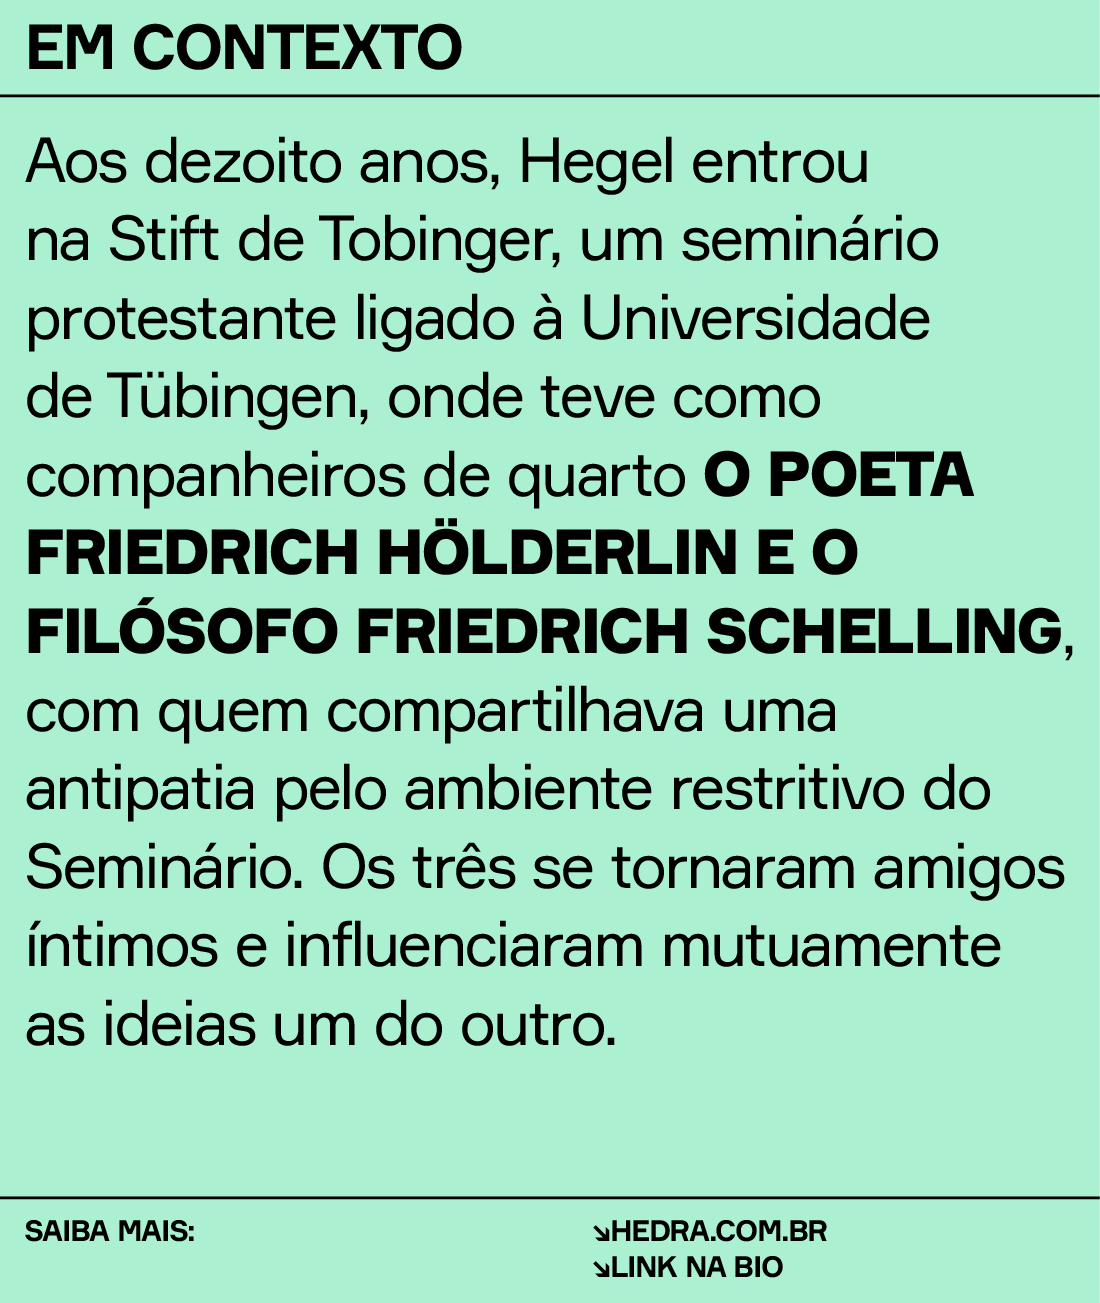 EM CONTEXTO
Aos dezoito anos, Hegel entrou
na Stift de Tobinger, um seminário
protestante ligado à Universidade
de Tübingen, onde teve como
companheiros de quarto O POETA
FRIEDRICH HÖLDERLIN E O
FILÓSOFO FRIEDRICH SCHELLING,
com quem compartilhava uma
antipatia pelo ambiente restritivo do
Seminário. Os três se tornaram amigos
íntimos e influenciaram mutuamente
as ideias um do outro.
SAIBA MAIS:
↘HEDRA.COM.BR
↘LINK NA BIO